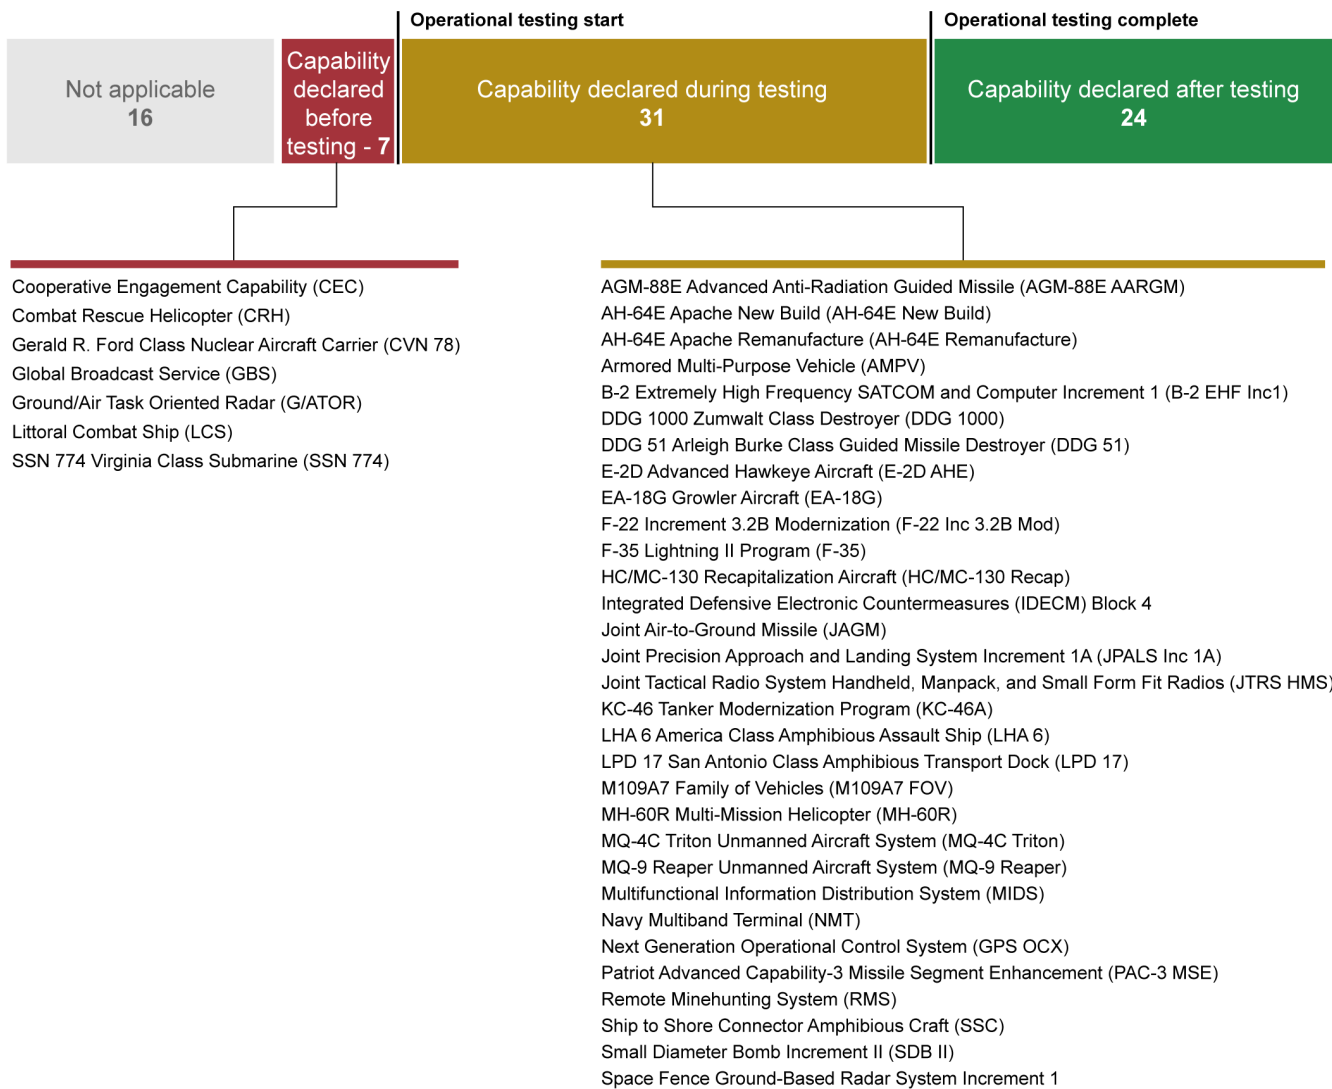 Operational testing start
Operational testing complete
Not applicable
16
Capability
declared
before
testing - 7
Capability declared during testing
31
Capability declared after testing
24
Cooperative Engagement Capability (CEC)
Combat Rescue Helicopter (CRH)
Gerald R. Ford Class Nuclear Aircraft Carrier (CVN 78)
Global Broadcast Service (GBS)
Ground/Air Task Oriented Radar (G/ATOR)
Littoral Combat Ship (LCS)
SSN 774 Virginia Class Submarine (SSN 774)
AGM-88E Advanced Anti-Radiation Guided Missile (AGM-88E AARGM)
AH-64E Apache New Build (AH-64E New Build)
AH-64E Apache Remanufacture (AH-64E Remanufacture)
Armored Multi-Purpose Vehicle (AMPV)
B-2 Extremely High Frequency SATCOM and Computer Increment 1 (B-2 EHF Inc1)
DDG 1000 Zumwalt Class Destroyer (DDG 1000)
DDG 51 Arleigh Burke Class Guided Missile Destroyer (DDG 51)
E-2D Advanced Hawkeye Aircraft (E-2D AHE)
EA-18G Growler Aircraft (EA-18G)
F-22 Increment 3.2B Modernization (F-22 Inc 3.2B Mod)
F-35 Lightning II Program (F-35)
HC/MC-130 Recapitalization Aircraft (HC/MC-130 Recap)
Integrated Defensive Electronic Countermeasures (IDECM) Block 4
Joint Air-to-Ground Missile (JAGM)
Joint Precision Approach and Landing System Increment 1A (JPALS Inc 1A)
Joint Tactical Radio System Handheld, Manpack, and Small Form Fit Radios (JTRS HMS)
KC-46 Tanker Modernization Program (KC-46A)
LHA 6 America Class Amphibious Assault Ship (LHA 6)
LPD 17 San Antonio Class Amphibious Transport Dock (LPD 17)
M109A7 Family of Vehicles (M109A7 FOV)
MH-60R Multi-Mission Helicopter (MH-60R)
MQ-4C Triton Unmanned Aircraft System (MQ-4C Triton)
MQ-9 Reaper Unmanned Aircraft System (MQ-9 Reaper)
Multifunctional Information Distribution System (MIDS)
Navy Multiband Terminal (NMT)
Next Generation Operational Control System (GPS OCX)
Patriot Advanced Capability-3 Missile Segment Enhancement (PAC-3 MSE)
Remote Minehunting System (RMS)
Ship to Shore Connector Amphibious Craft (SSC)
Small Diameter Bomb Increment II (SDB II)
Space Fence Ground-Based Radar System Increment 1